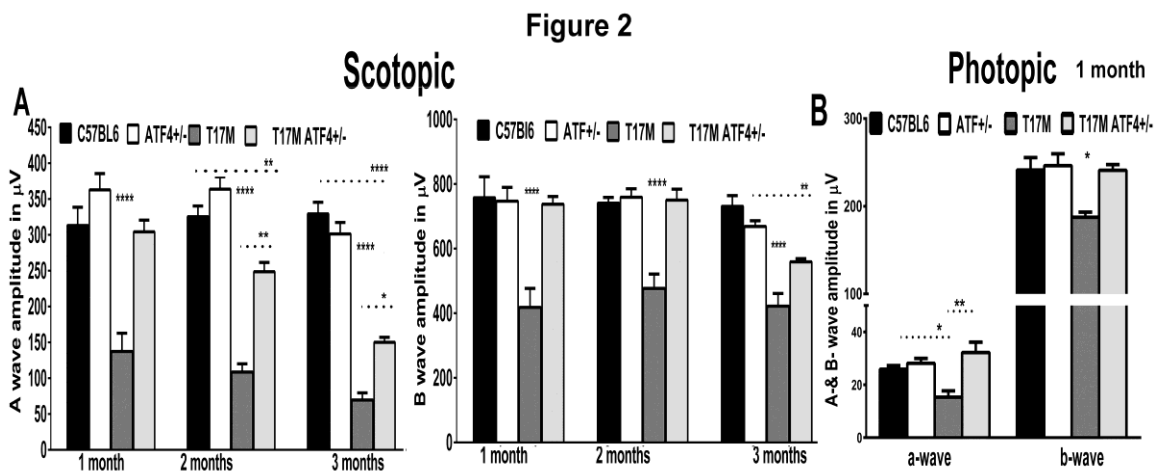 Figure 2
Scotopic
A
A wave amplitude in µV
450
400
350
300
250
200
150
100
50
0
C57BL6 ATF4+/- T17M T17M ATF4+/-
****
**
****
**
****
****
*
1 month 2 months 3 months
B wave amplitude in µV
1000
800
600
400
200
0
C57Bl6 ATF+/- T17M T17M ATF4+/-
****
****
**
****
1 month 2 months 3 months
Photopic 1 month
B
A-& B- wave amplitude in µV
300
200
100
40
20
0
C57BL6 ATF+/- T17M T17M ATF4+/-
*
**
*
a-wave b-wave